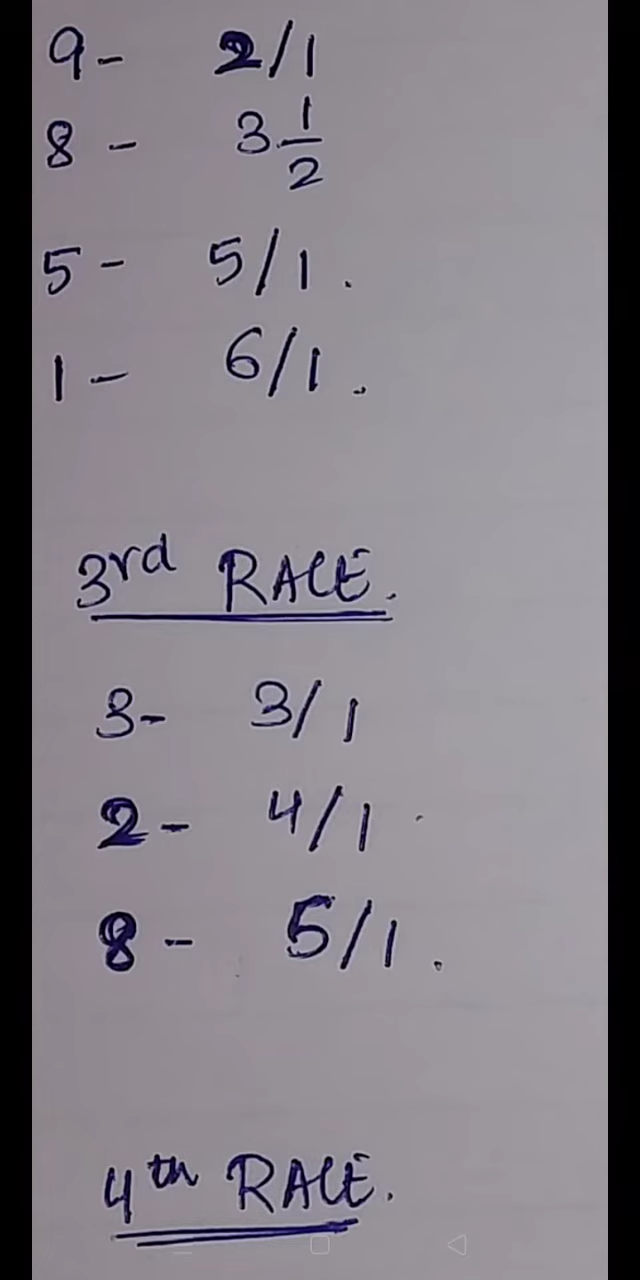 9- 2/1
8 - 3 1/2
5 - 5/1.
1 - 6/1.
3rd RACE.
3- 3/1
2 - 4/1.
8 - 5/1.
4th RACE.